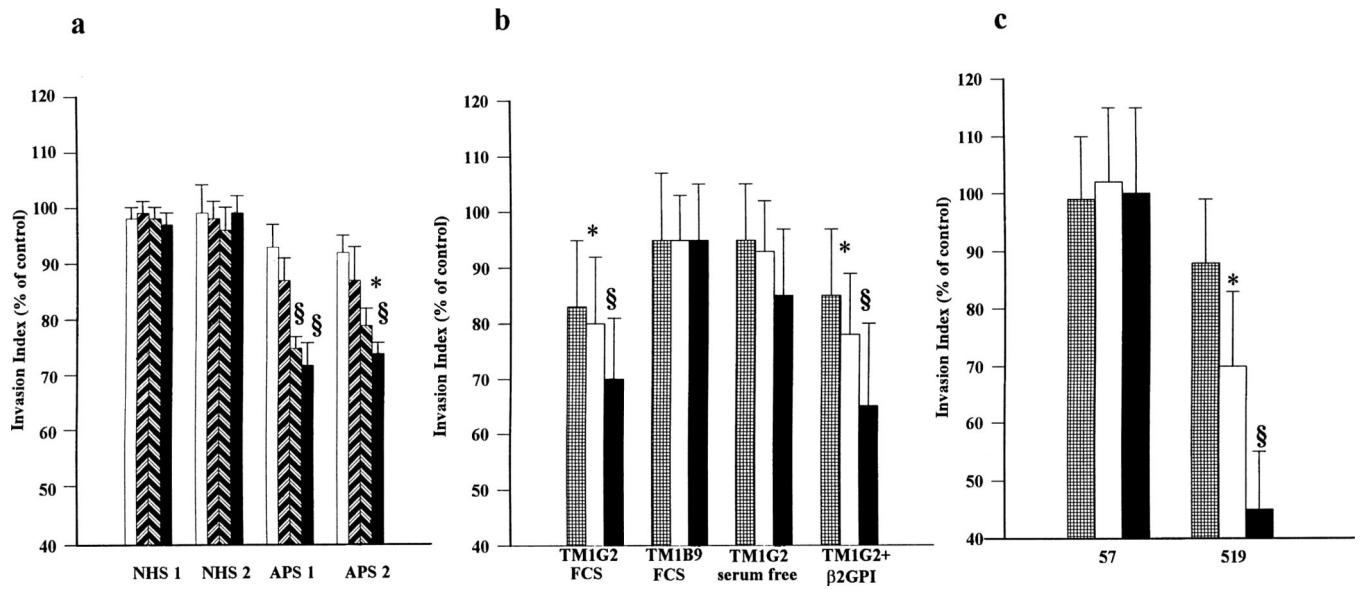 a
b
c
Invasion Index (% of control)
120
110
100
90
80
70
60
50
40
§
§
*
§
NHS 1
NHS 2
APS 1
APS 2
Invasion Index (% of control)
120
110
100
90
80
70
60
50
40
*
§
*
§
TM1G2
FCS
TM1B9
FCS
TM1G2
serum free
TM1G2+
β2GPI
Invasion Index (% of control)
120
110
100
90
80
70
60
50
40
*
§
57
519